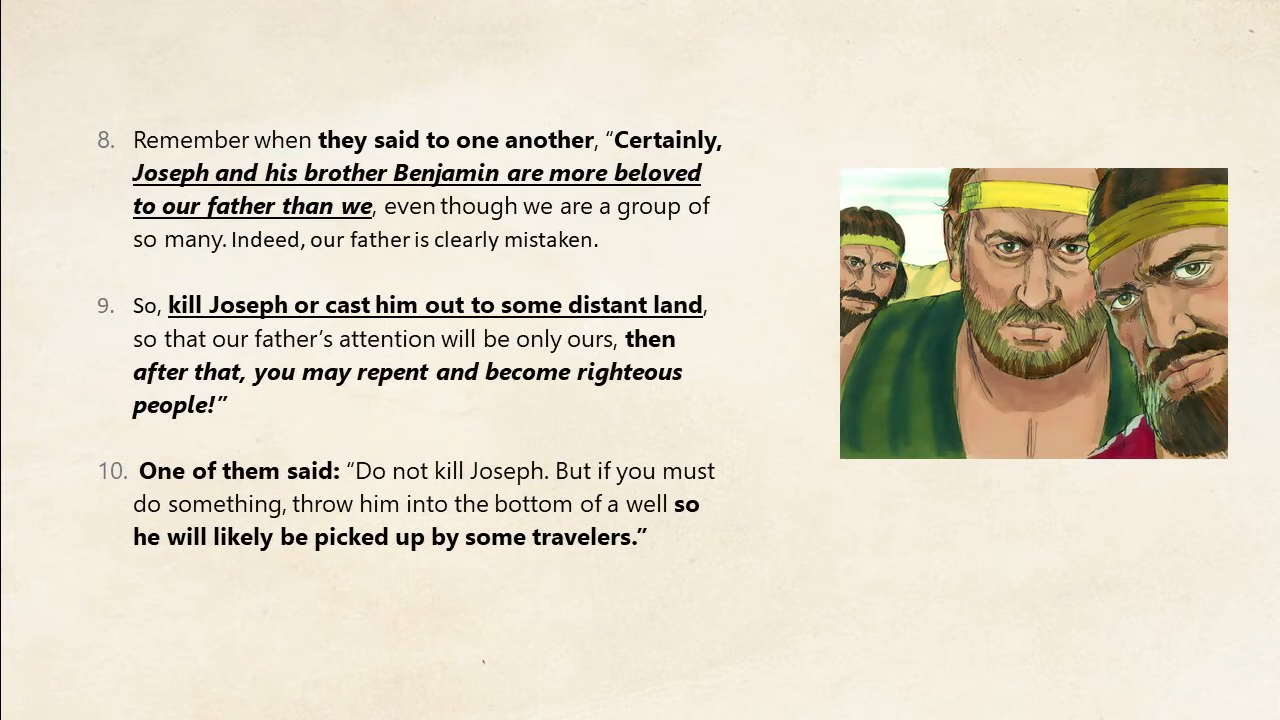 8. Remember when they said to one another, “Certainly,
Joseph and his brother Benjamin are more beloved
to our father than we, even though we are a group of
so many. Indeed, our father is clearly mistaken.
9. So, kill Joseph or cast him out to some distant land,
so that our father’s attention will be only ours, then
after that, you may repent and become righteous
people!”
10. One of them said: “Do not kill Joseph. But if you must
do something, throw him into the bottom of a well so
he will likely be picked up by some travelers.”